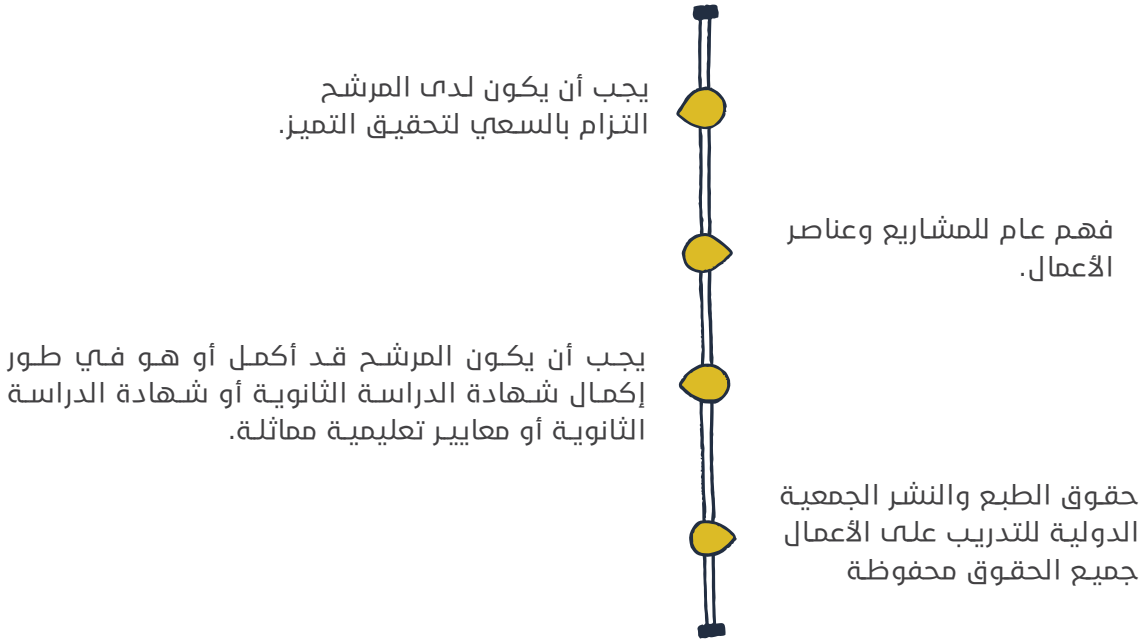 يجب أن يكون لدى المرشح
التزام بالسعي لتحقيق التميز.
فهم عام للمشاريع وعناصر
الأعمال.
يجب أن يكون المرشح قد أكمل أو هو في طور
إكمال شهادة الدراسة الثانوية أو شهادة الدراسة
الثانوية أو معايير تعليمية مماثلة.
حقوق الطبع والنشر الجمعية
الدولية للتدريب على الأعمال
جميع الحقوق محفوظة